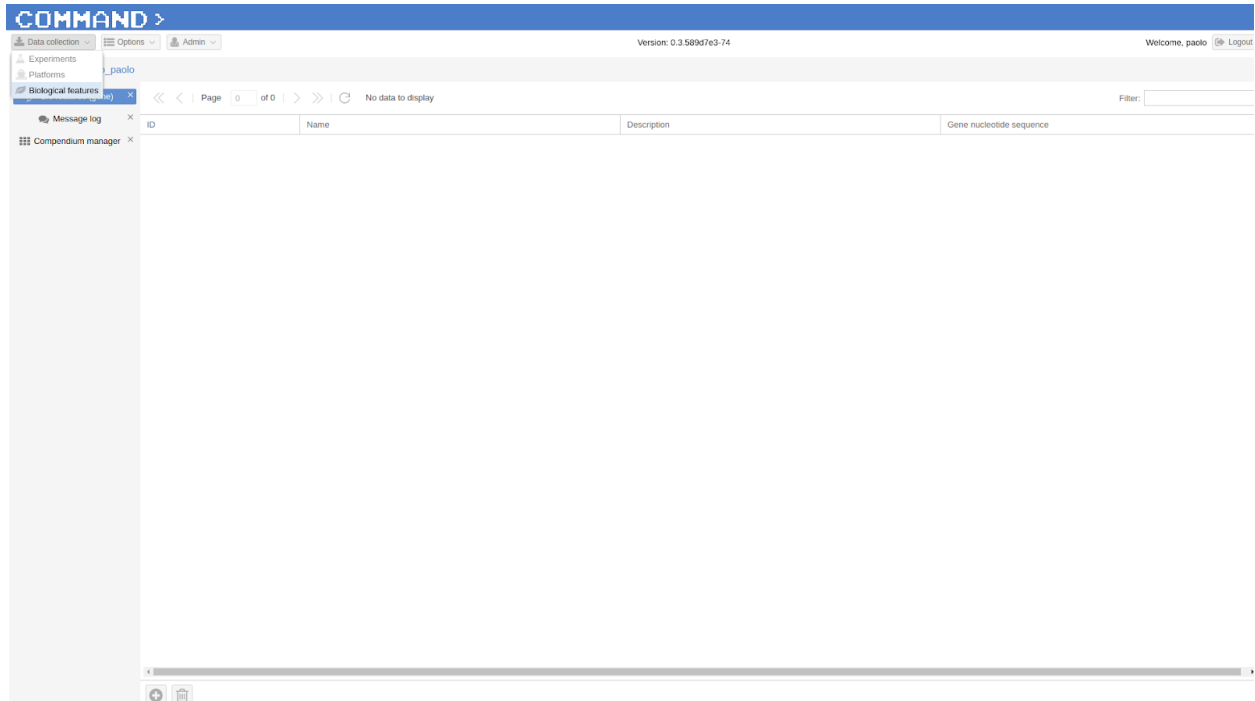 COMMAND >
Data collection Options Admin Version: 0.3.589d7e3-74 Welcome, paolo Logout
Experiments
Platforms
_paolo
Biological features
Page 0 of 0 No data to display Filter:
Message log
ID Name Description Gene nucleotide sequence
Compendium manager